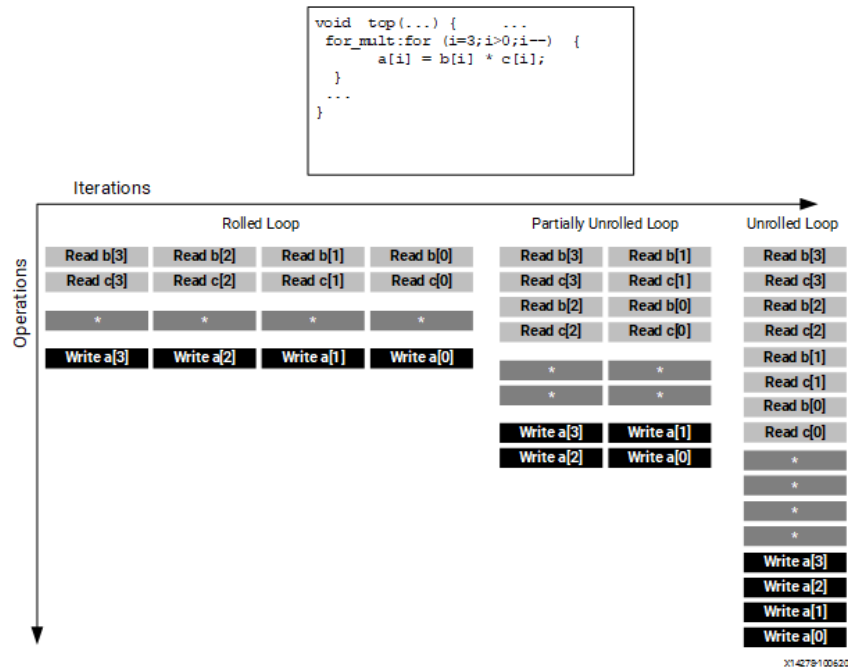 void top(...) { ...
for_mult:for (i=3;i>0;i--) {
a[i] = b[i] * c[i];
}
...
}
Iterations
Operations
Rolled Loop Partially Unrolled Loop Unrolled Loop
Read b[3] Read b[2] Read b[1] Read b[0] Read b[3] Read b[1] Read b[3]
Read c[3] Read c[2] Read c[1] Read c[0] Read c[3] Read c[1] Read c[3]
Read b[2] Read b[0] Read b[2]
* * * * Read c[2] Read c[0] Read c[2]
Write a[3] Write a[2] Write a[1] Write a[0] Read b[1]
* * Read c[1]
* * Read b[0]
Write a[3] Write a[1] Read c[0]
Write a[2] Write a[0] *
*
*
*
Write a[3]
Write a[2]
Write a[1]
Write a[0]
X14278-100620